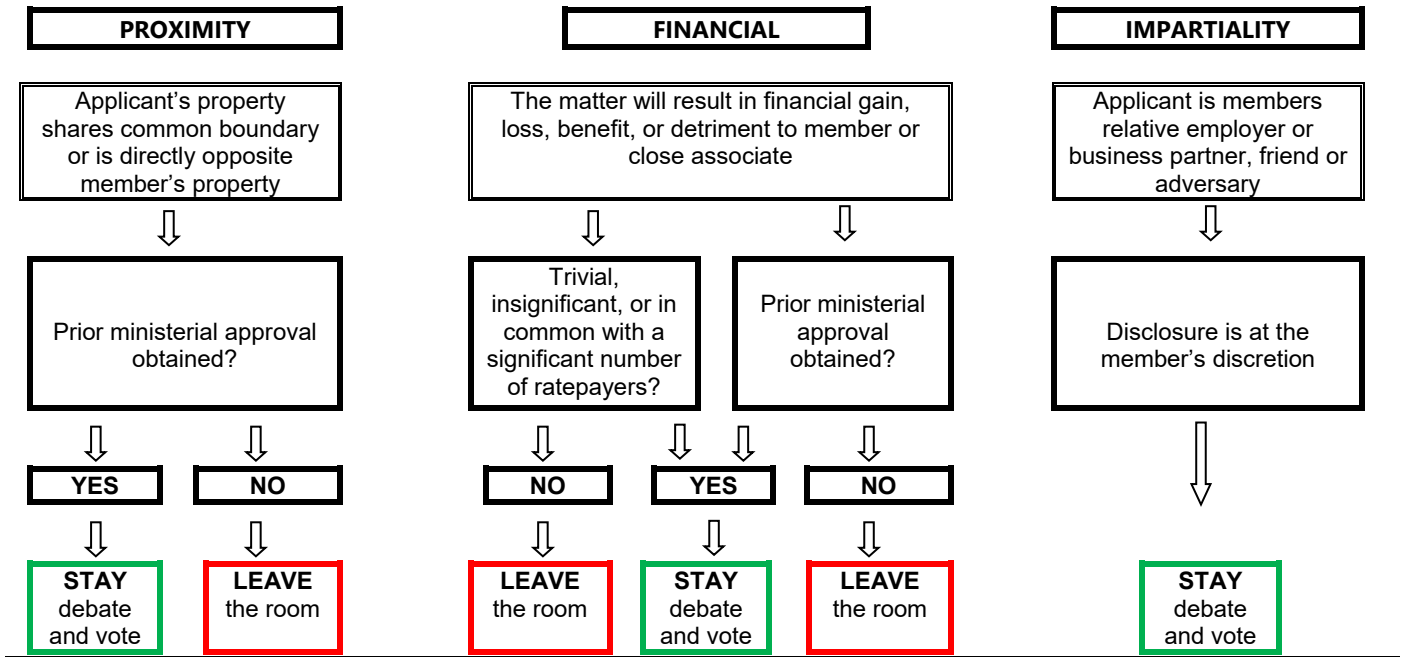 PROXIMITY
Applicant’s property
shares common boundary
or is directly opposite
member’s property
Prior ministerial approval
obtained?
YES
NO
STAY
debate
and vote
LEAVE
the room
FINANCIAL
The matter will result in financial gain,
loss, benefit, or detriment to member or
close associate
Trivial,
insignificant, or in
common with a
significant number
of ratepayers?
Prior ministerial
approval
obtained?
NO
YES
NO
LEAVE
the room
STAY
debate
and vote
LEAVE
the room
IMPARTIALITY
Applicant is members
relative employer or
business partner, friend or
adversary
Disclosure is at the
member’s discretion
STAY
debate
and vote